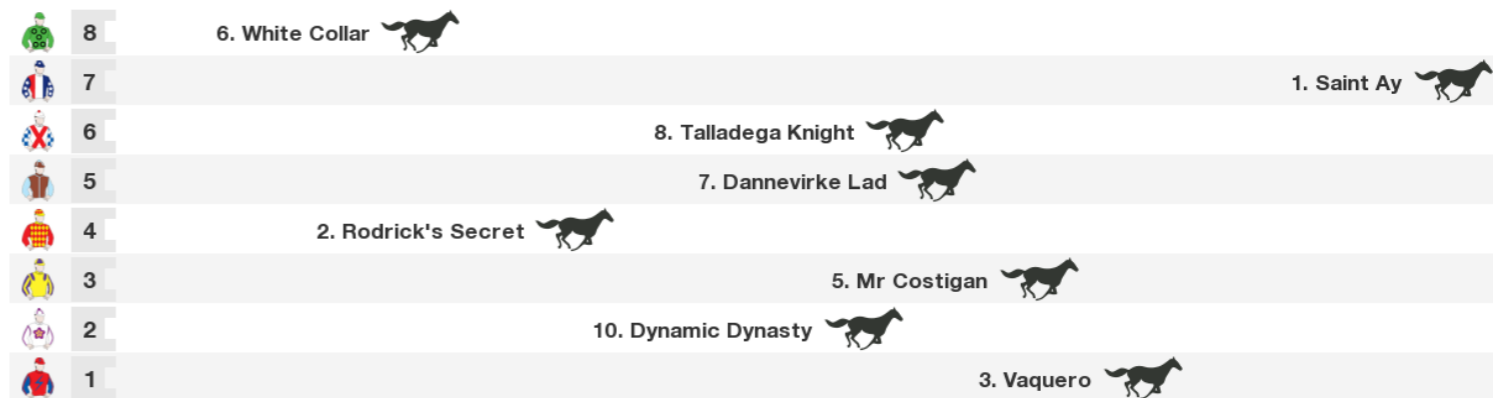 8 6. White Collar
7 1. Saint Ay
6 8. Talladega Knight
5 7. Dannevirke Lad
4 2. Rodrick's Secret
3 5. Mr Costigan
2 10. Dynamic Dynasty
1 3. Vaquero